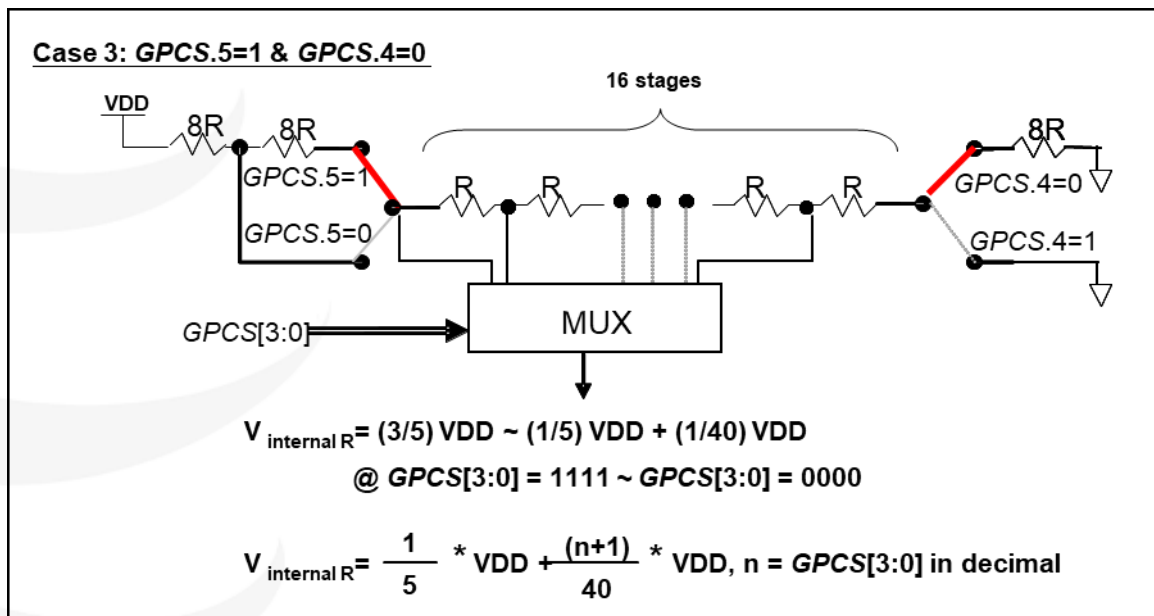 Case 3: GPCS.5=1 & GPCS.4=0
16 stages
VDD
8R 8R 8R
GPCS.5=1 R R R R GPCS.4=0
GPCS.5=0 GPCS.4=1
MUX
GPCS[3:0]
V internal R= (3/5) VDD ~ (1/5) VDD + (1/40) VDD
@ GPCS[3:0] = 1111 ~ GPCS[3:0] = 0000
V internal R= 1/5 * VDD + (n+1)/40 * VDD, n = GPCS[3:0] in decimal